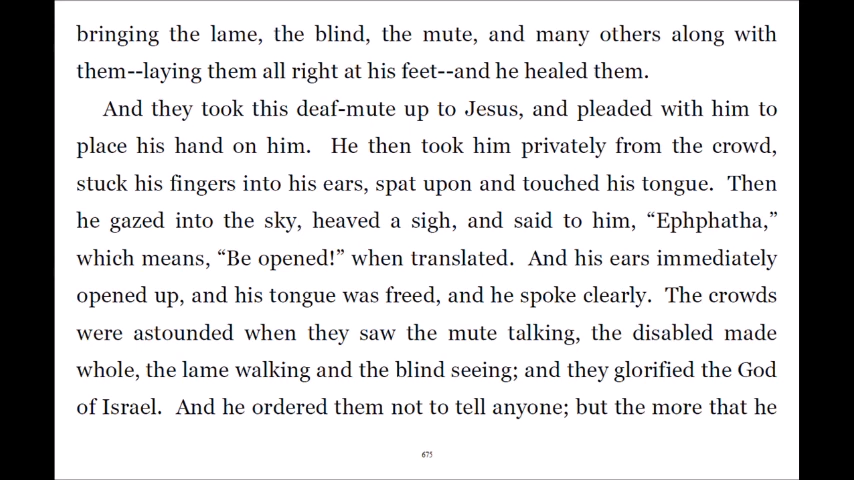 bringing the lame, the blind, the mute, and many others along with
them--laying them all right at his feet--and he healed them.
And they took this deaf-mute up to Jesus, and pleaded with him to
place his hand on him.  He then took him privately from the crowd,
stuck his fingers into his ears, spat upon and touched his tongue.  Then
he gazed into the sky, heaved a sigh, and said to him, “Ephphatha,”
which means, “Be opened!” when translated.  And his ears immediately
opened up, and his tongue was freed, and he spoke clearly.  The crowds
were astounded when they saw the mute talking, the disabled made
whole, the lame walking and the blind seeing; and they glorified the God
of Israel.  And he ordered them not to tell anyone; but the more that he
675